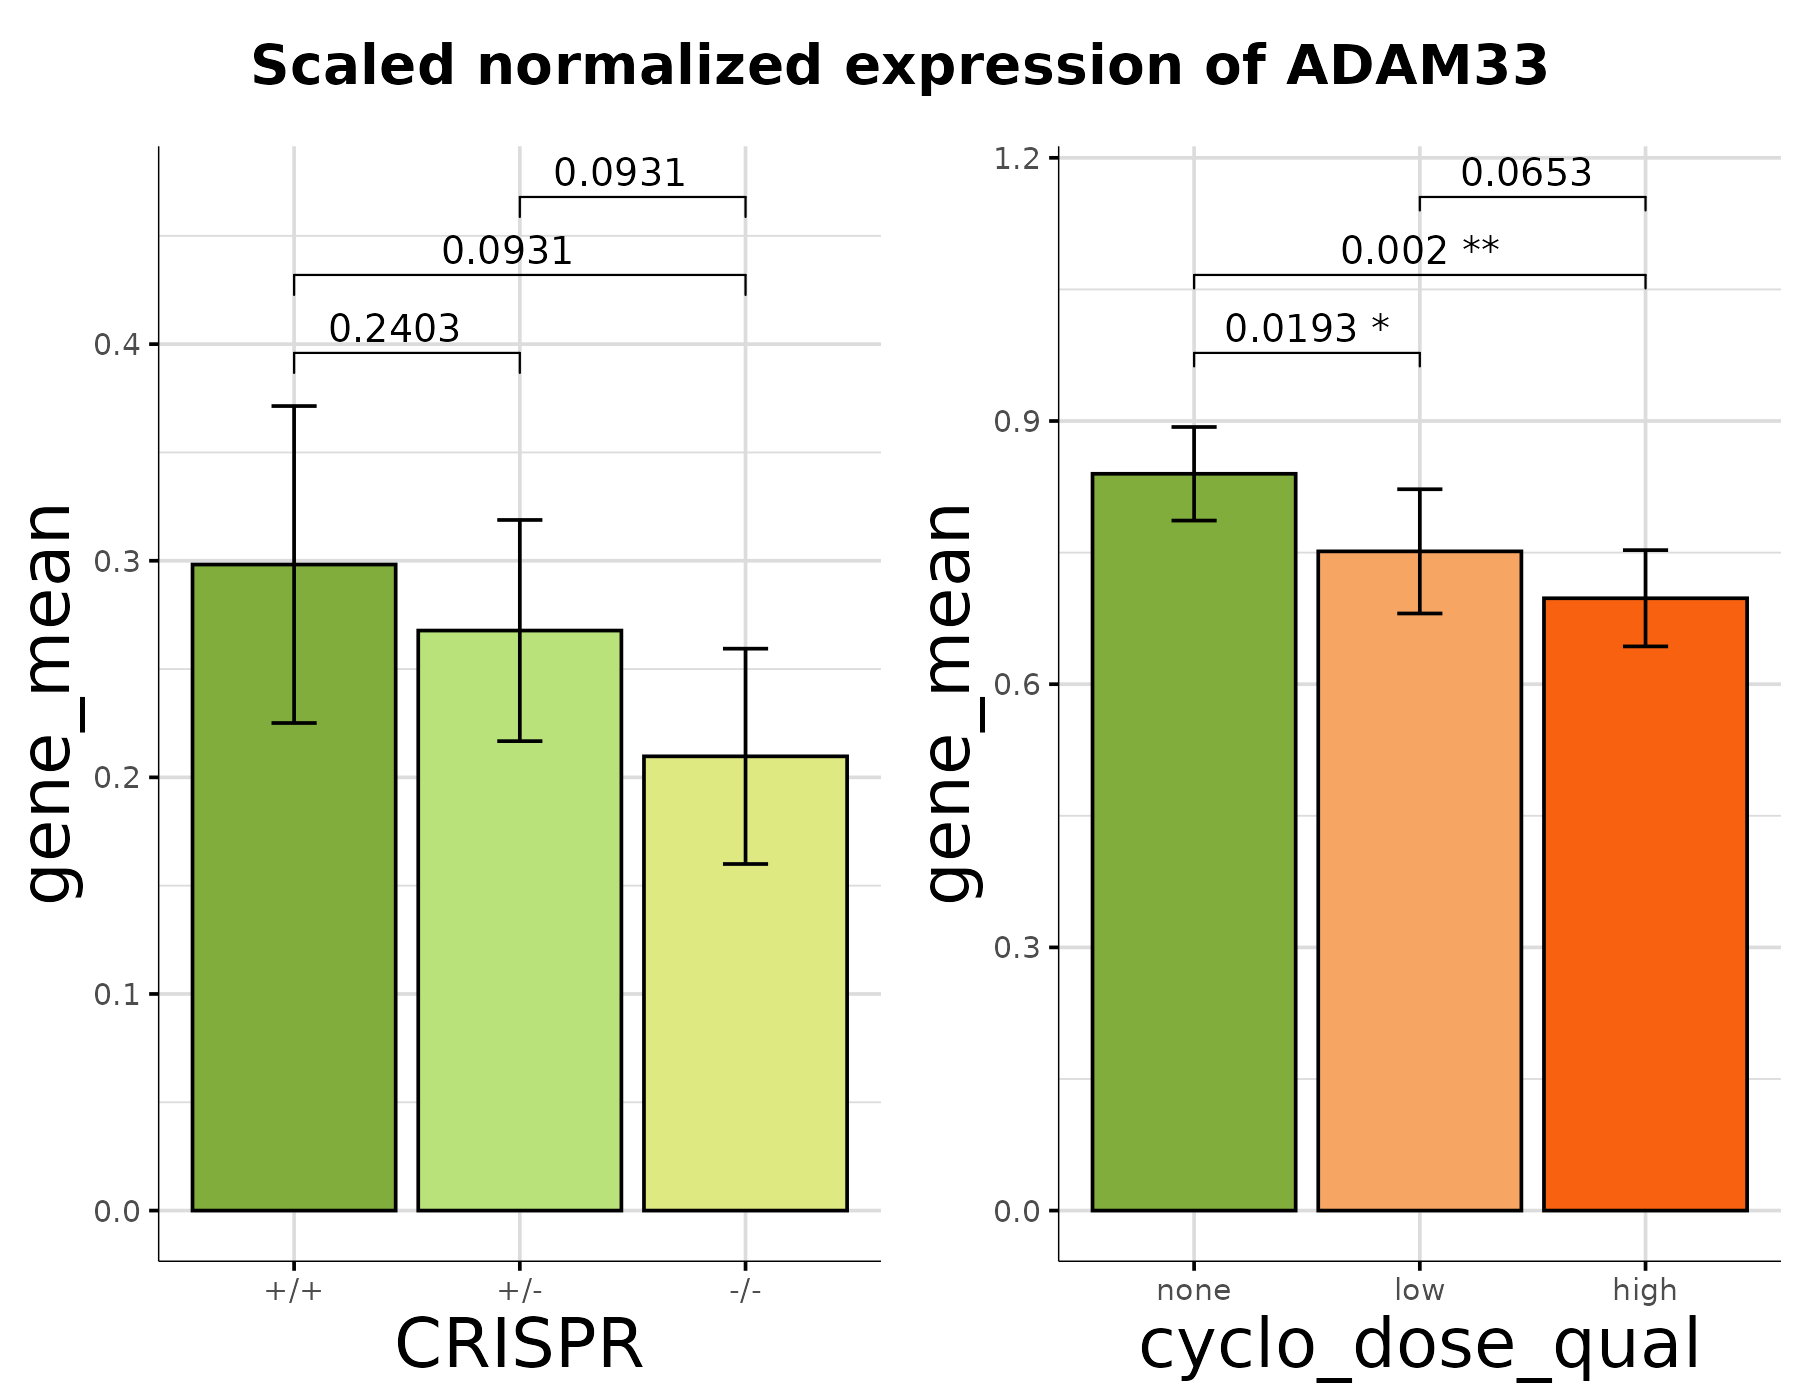 Scaled normalized expression of ADAM33
gene_mean
0.4
0.3
0.2
0.1
0.0
0.0931
0.0931
0.2403
+/+ +/- -/-
CRISPR
gene_mean
1.2
0.9
0.6
0.3
0.0
0.0653
0.002 **
0.0193 *
none low high
cyclo_dose_qual